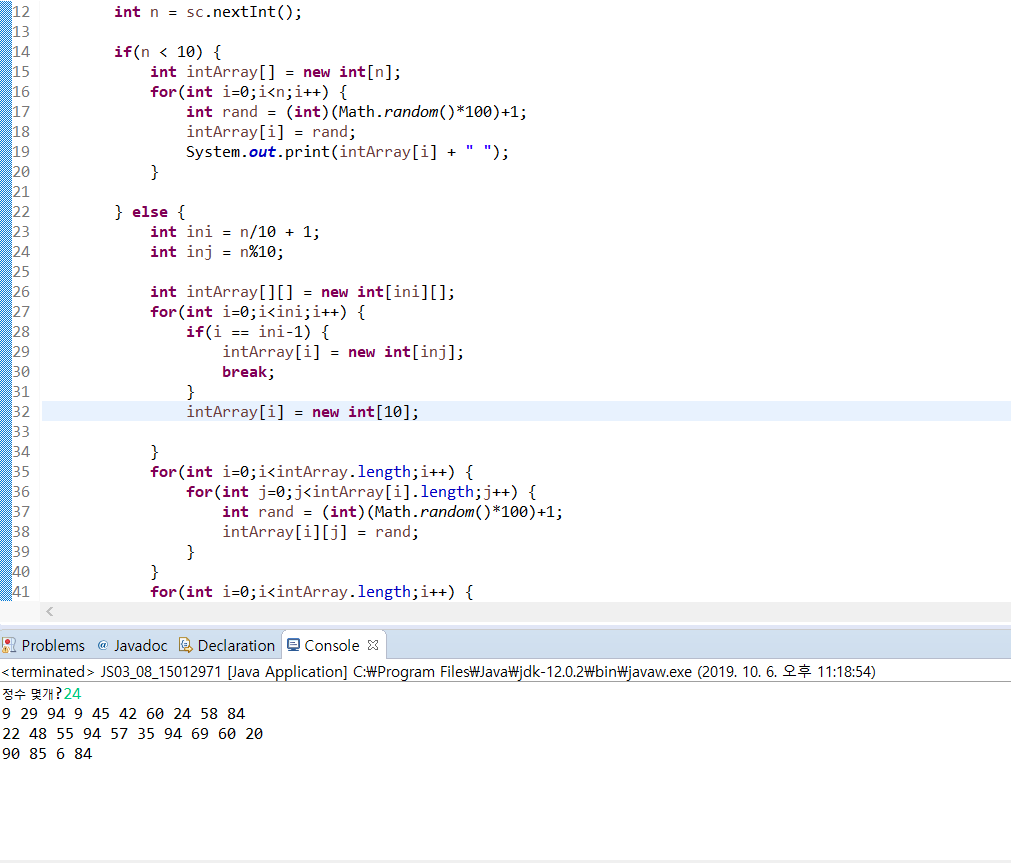 12 int n = sc.nextInt();
13
14 if(n < 10) {
15 int intArray[] = new int[n];
16 for(int i=0;i<n;i++) {
17 int rand = (int)(Math.random()*100)+1;
18 intArray[i] = rand;
19 System.out.print(intArray[i] + " ");
20 }
21
22 } else {
23 int ini = n/10 + 1;
24 int inj = n%10;
25
26 int intArray[][] = new int[ini][];
27 for(int i=0;i<ini;i++) {
28 if(i == ini-1) {
29 intArray[i] = new int[inj];
30 break;
31 }
32 intArray[i] = new int[10];
33
34 }
35 for(int i=0;i<intArray.length;i++) {
36 for(int j=0;j<intArray[i].length;j++) {
37 int rand = (int)(Math.random()*100)+1;
38 intArray[i][j] = rand;
39 }
40 }
41 for(int i=0;i<intArray.length;i++) {
Problems @ Javadoc Declaration Console
<terminated> JS03_08_15012971 [Java Application] C:₩Program Files₩Java₩jdk-12.0.2₩bin₩javaw.exe (2019. 10. 6. 오후 11:18:54)
정수 몇개?24
9 29 94 9 45 42 60 24 58 84
22 48 55 94 57 35 94 69 60 20
90 85 6 84